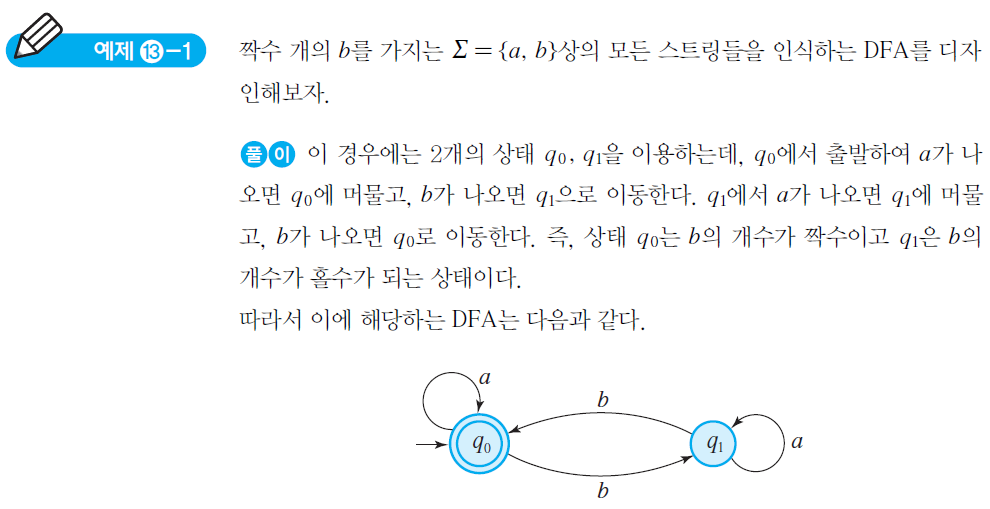 예제 13-1
짝수 개의 b를 가지는 Σ = {a, b}상의 모든 스트링들을 인식하는 DFA를 디자
인해보자.
풀이 이 경우에는 2개의 상태 q₀, q₁을 이용하는데, q₀에서 출발하여 a가 나
오면 q₀에 머물고, b가 나오면 q₁으로 이동한다. q₁에서 a가 나오면 q₁에 머물
고, b가 나오면 q₀로 이동한다. 즉, 상태 q₀는 b의 개수가 짝수이고 q₁은 b의
개수가 홀수가 되는 상태이다.
따라서 이에 해당하는 DFA는 다음과 같다.
a
b
q₀
q₁
a
b